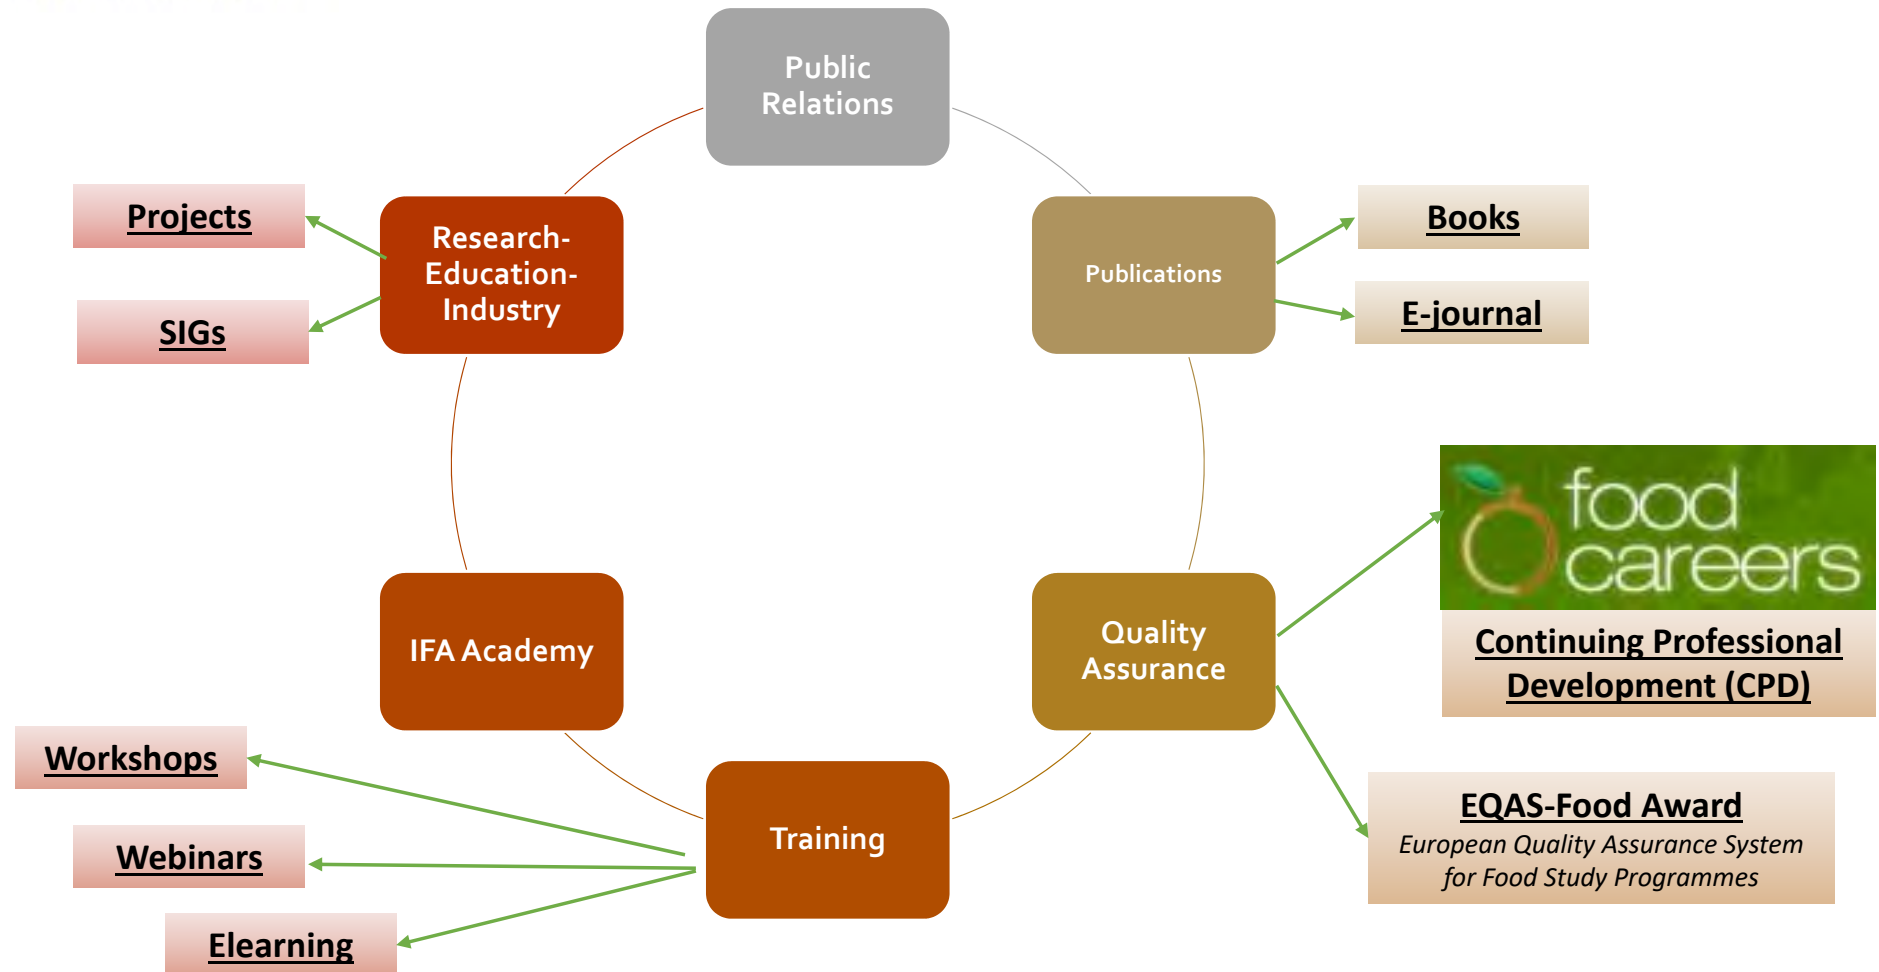 Public
Relations
Projects
Research-
Education-
Industry
SIGs
Publications
Books
E-journal
food
careers
Continuing Professional
Development (CPD)
IFA Academy
Quality
Assurance
Workshops
Webinars
Elearning
Training
EQAS-Food Award
European Quality Assurance System
for Food Study Programmes